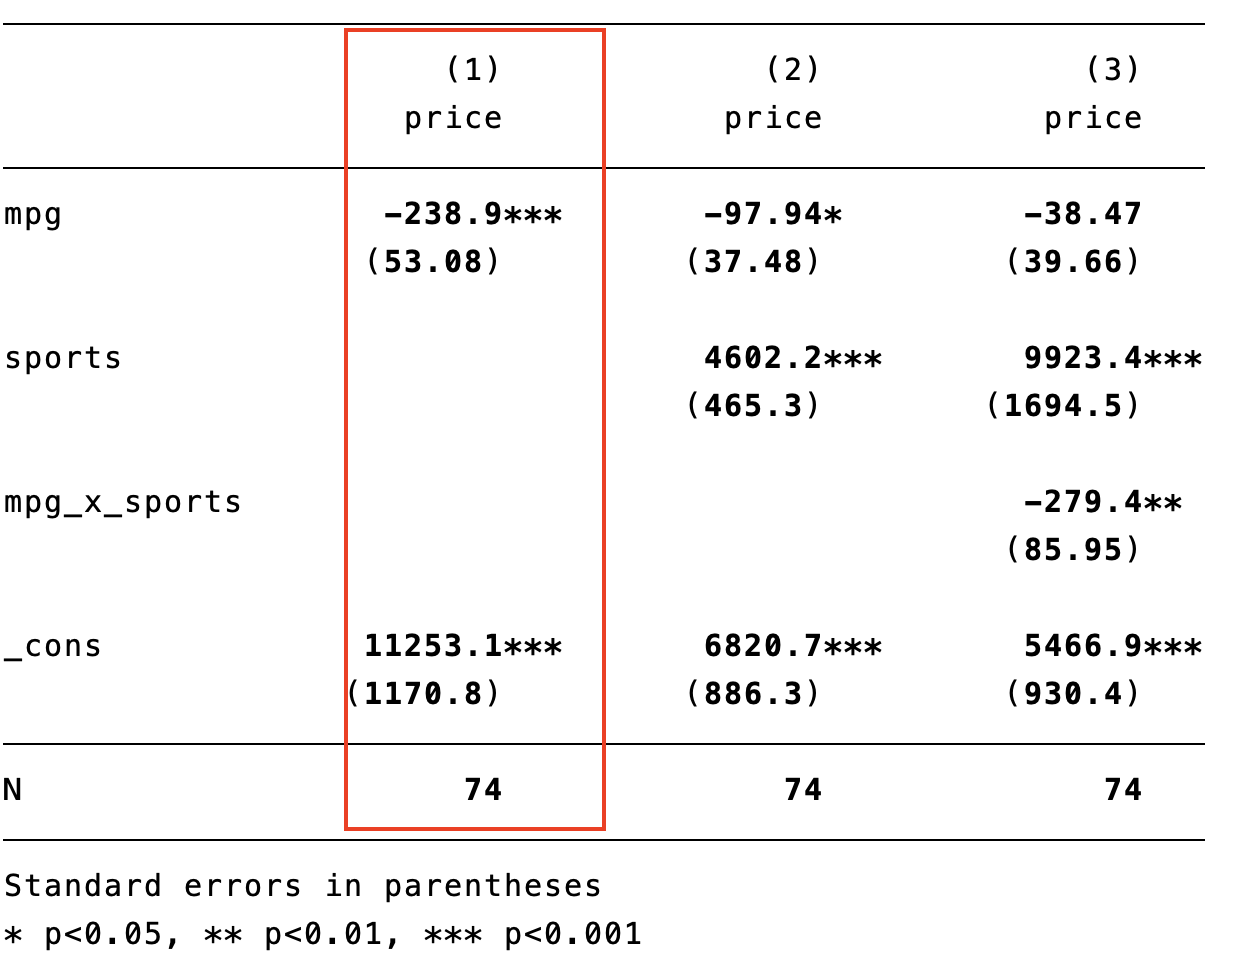 (1) (2) (3)
price price price
mpg -238.9*** -97.94* -38.47
(53.08) (37.48) (39.66)
sports 4602.2*** 9923.4***
(465.3) (1694.5)
mpg_x_sports -279.4**
(85.95)
_cons 11253.1*** 6820.7*** 5466.9***
(1170.8) (886.3) (930.4)
N 74 74 74
Standard errors in parentheses
* p<0.05, ** p<0.01, *** p<0.001